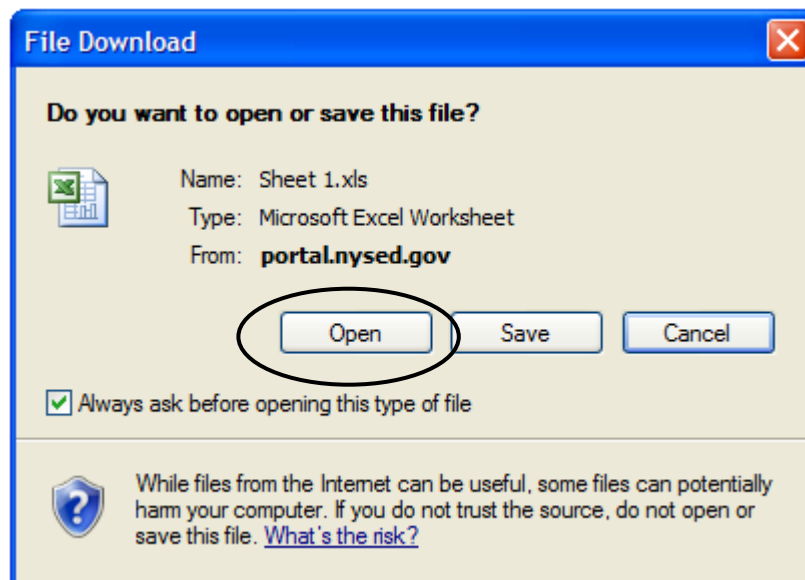 File Download
Do you want to open or save this file?
Name: Sheet 1.xls
Type: Microsoft Excel Worksheet
From: portal.nysed.gov
Open Save Cancel
Always ask before opening this type of file
While files from the Internet can be useful, some files can potentially
harm your computer. If you do not trust the source, do not open or
save this file. What's the risk?